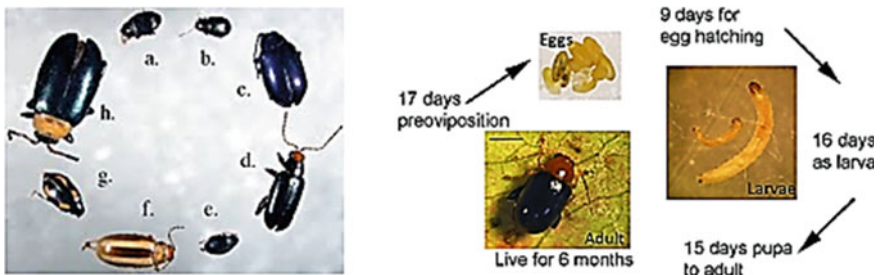 a.
b.
c.
d.
e.
f.
g.
h.
Eggs
9 days for
egg hatching
17 days
preoviposition
16 days
as larva
Larvae
Adult
Live for 6 months
15 days pupa
to adult